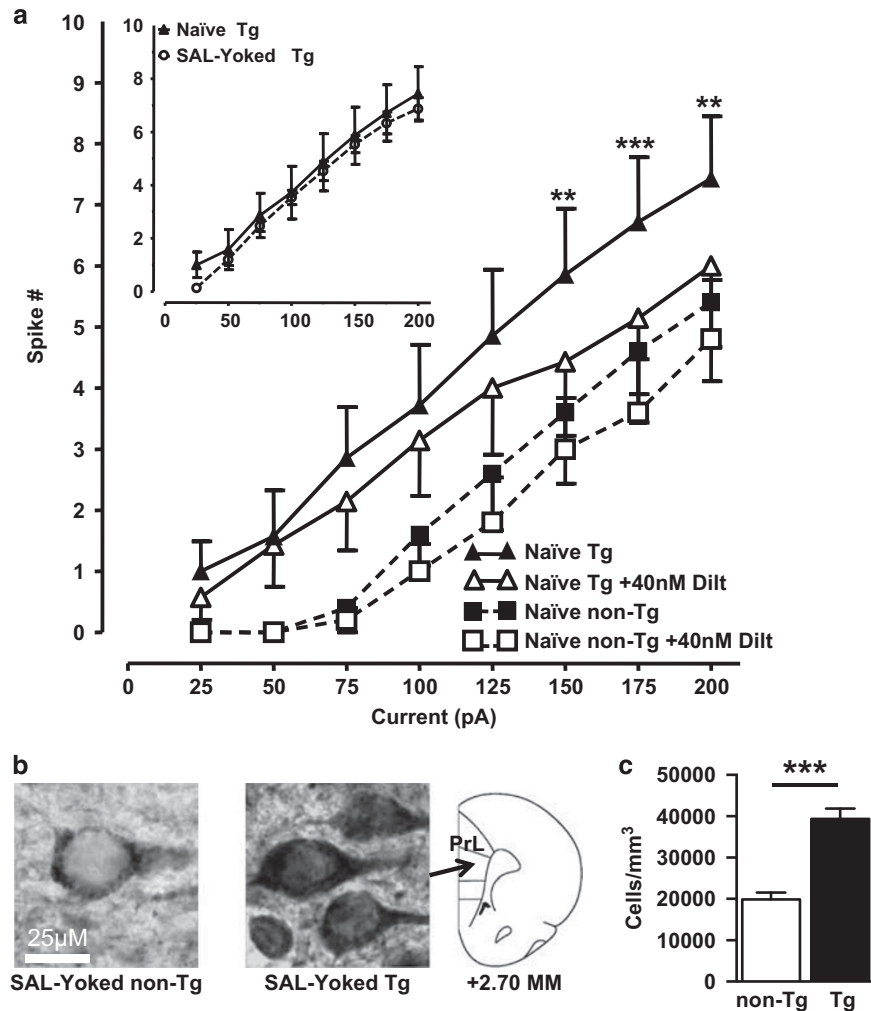 a
Naïve Tg
SAL-Yoked Tg
10
8
6
4
2
0
0 50 100 150 200
10
9
8
7
6
5
4
3
2
1
0
Spike #
** *** **
Naïve Tg
Naïve Tg +40nM Dilt
Naïve non-Tg
Naïve non-Tg +40nM Dilt
0 25 50 75 100 125 150 175 200
Current (pA)
b
25µM
PrL
SAL-Yoked non-Tg
SAL-Yoked Tg
+2.70 MM
c
***
50000
40000
30000
20000
10000
0
Cells/mm³
non-Tg Tg